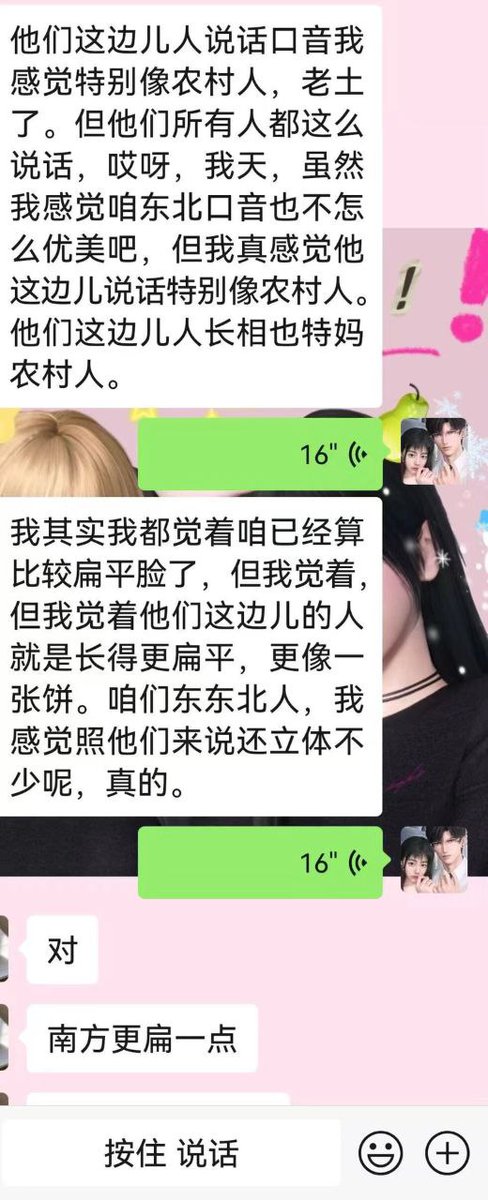 他们这边儿人说话口音我
感觉特别像农村人，老土
了。但他们所有人都这么
说话，哎呀，我天，虽然
我感觉咱东北口音也不怎
么优美吧，但我真感觉他
这边儿说话特别像农村人。
他们这边儿人长相也特妈
农村人。
16"
我其实我都觉着咱已经算
比较扁平脸了，但我觉着，
但我觉着他们这边儿的人
就是长得更扁平，更像一
张饼。咱们东东北人，我
感觉照他们来说还立体不
少呢，真的。
16"
对
南方更扁一点
按住 说话